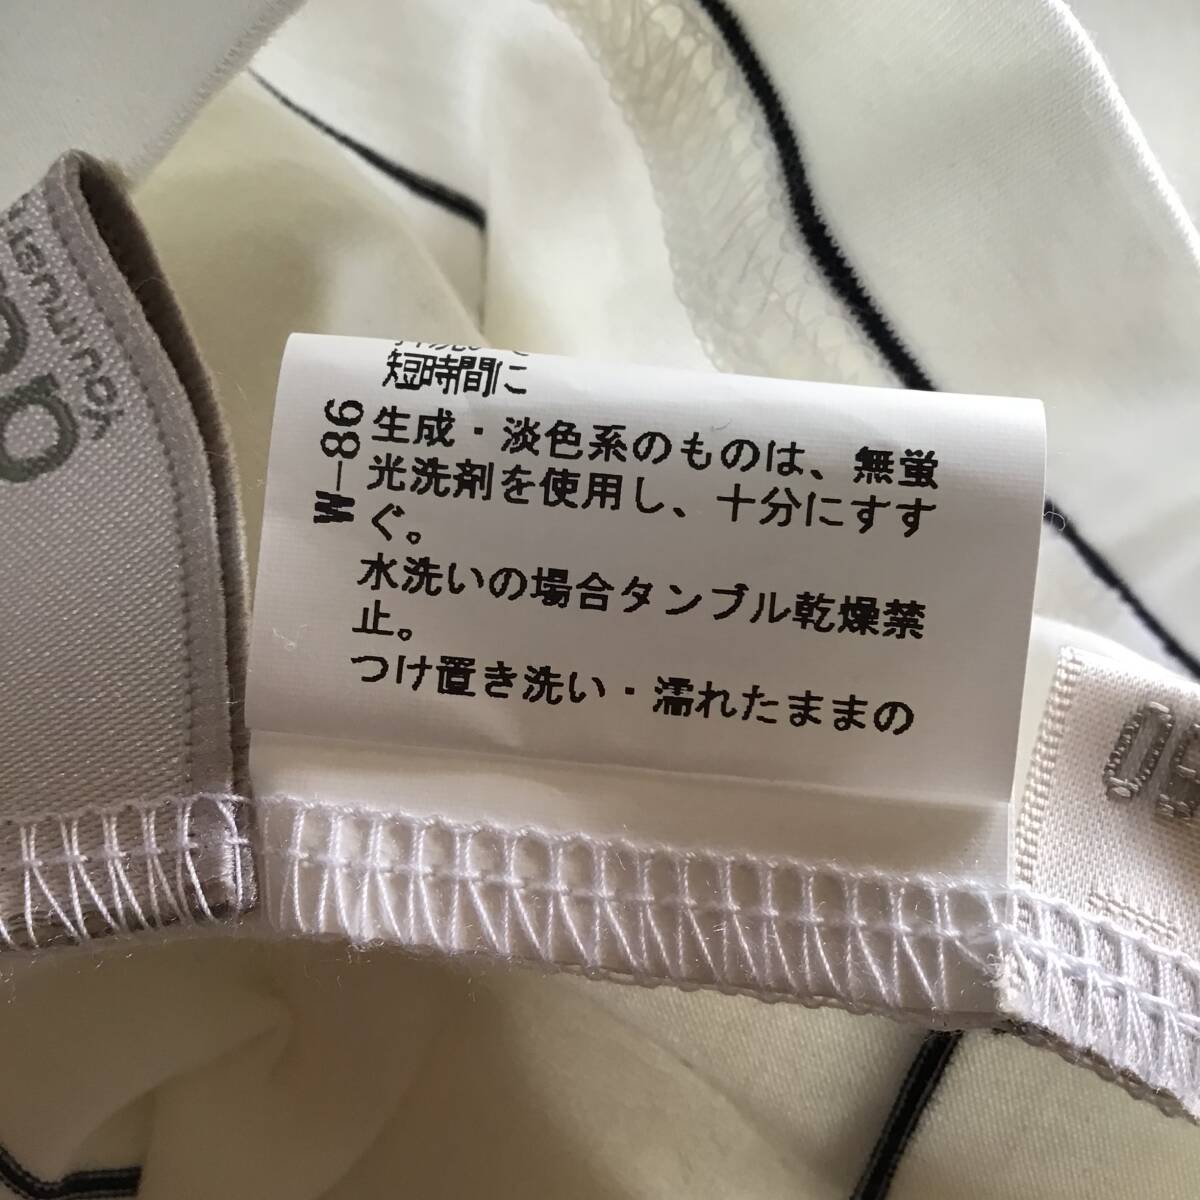 短時間に
生成・淡色系のものは、無蛍
光洗剤を使用し、十分にすす
ぐ。
水洗いの場合タンブル乾燥禁
止。
つけ置き洗い・濡れたままの
W-86